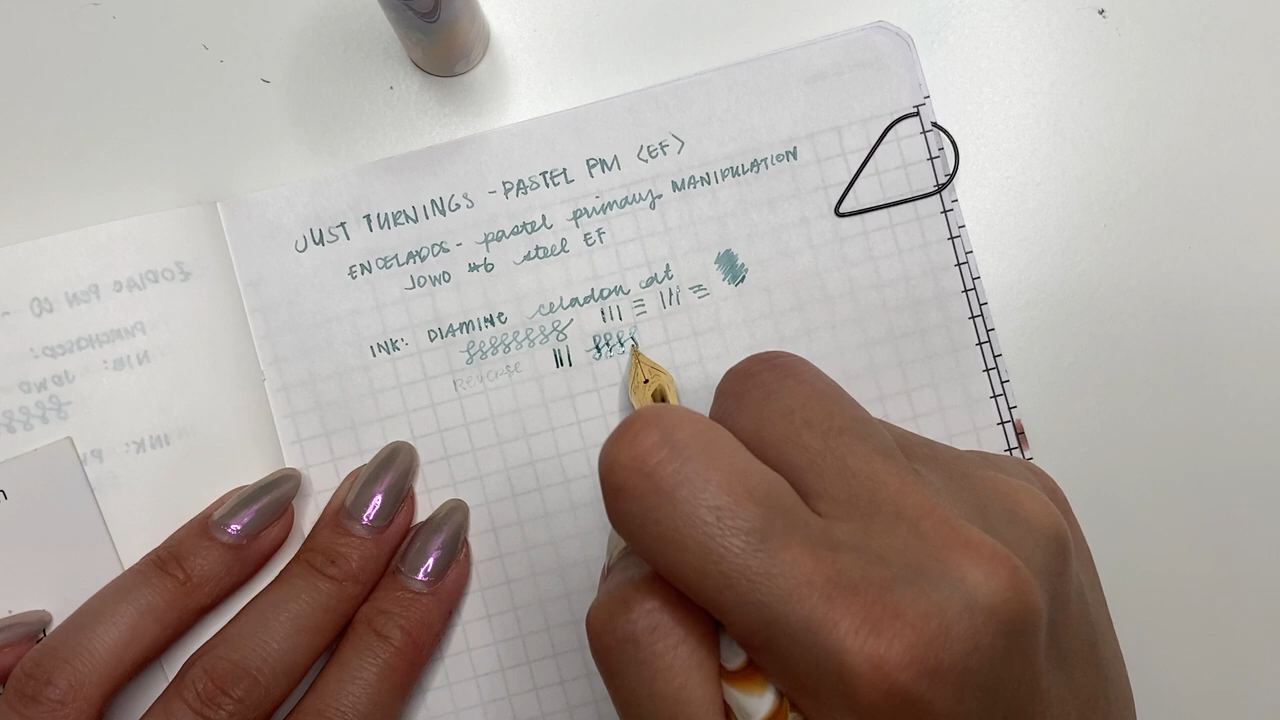 JUST TURNINGS - PASTEL PM <EF>
ENCELADOS - pastel primary MANIPULATION
JOWO #6 steel EF
INK: DIAMINE celadon cat
Reverse
ZODIAC PEN CO -
PURCHASED:
NIB: JOWO
INK: